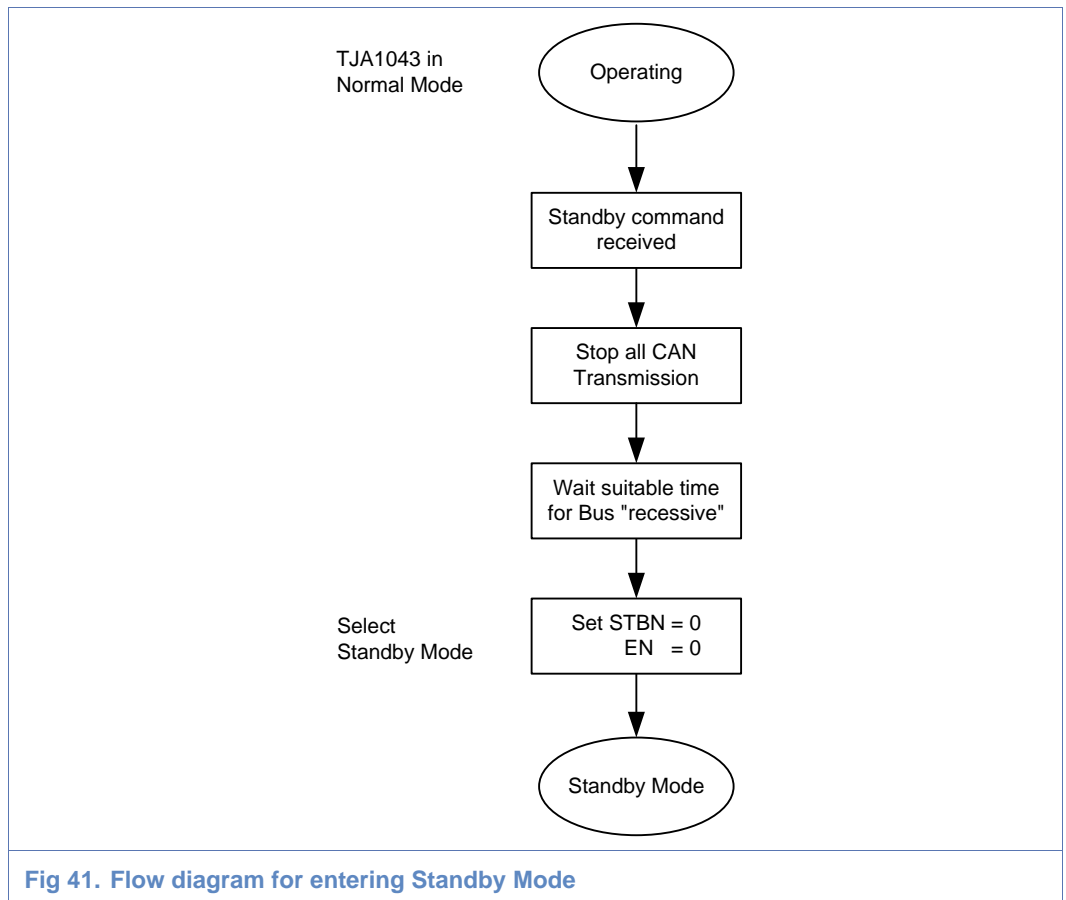 TJA1043 in
Normal Mode
Operating
Standby command
received
Stop all CAN
Transmission
Wait suitable time
for Bus "recessive"
Select
Standby Mode
Set STBN = 0
EN = 0
Standby Mode
Fig 41. Flow diagram for entering Standby Mode